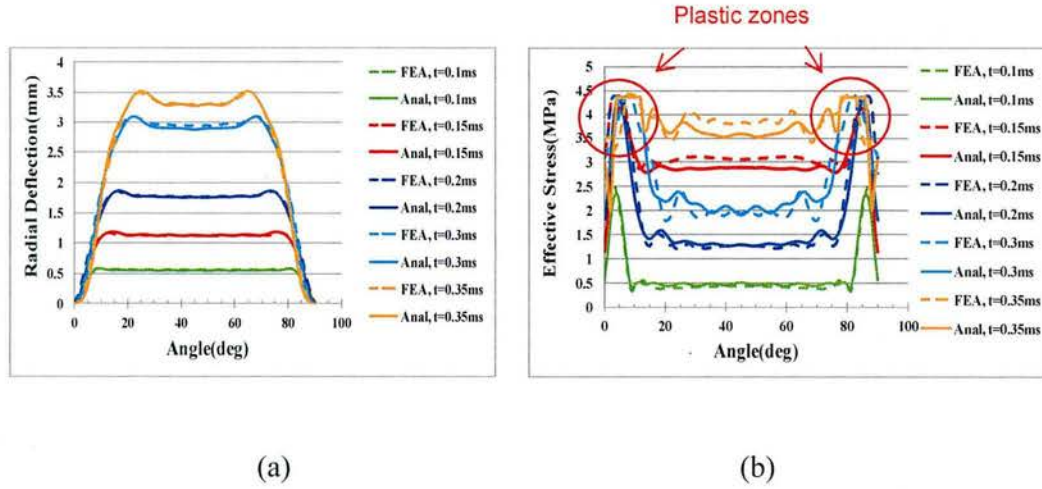 Plastic zones
Radial Deflection(mm)
4
3.5
3
2.5
2
1.5
1
0.5
0
0 20 40 60 80 100
Angle(deg)
FEA, t=0.1ms
Anal, t=0.1ms
FEA, t=0.15ms
Anal, t=0.15ms
FEA, t=0.2ms
Anal, t=0.2ms
FEA, t=0.3ms
Anal, t=0.3ms
FEA, t=0.35ms
Anal, t=0.35ms
(a)
Effective Stress(MPa)
5
4.5
4
3.5
3
2.5
2
1.5
1
0.5
0
0 20 40 60 80 100
Angle(deg)
FEA, t=0.1ms
Anal, t=0.1ms
FEA, t=0.15ms
Anal, t=0.15ms
FEA, t=0.2ms
Anal, t=0.2ms
FEA, t=0.3ms
Anal, t=0.3ms
FEA, t=0.35ms
Anal, t=0.35ms
(b)